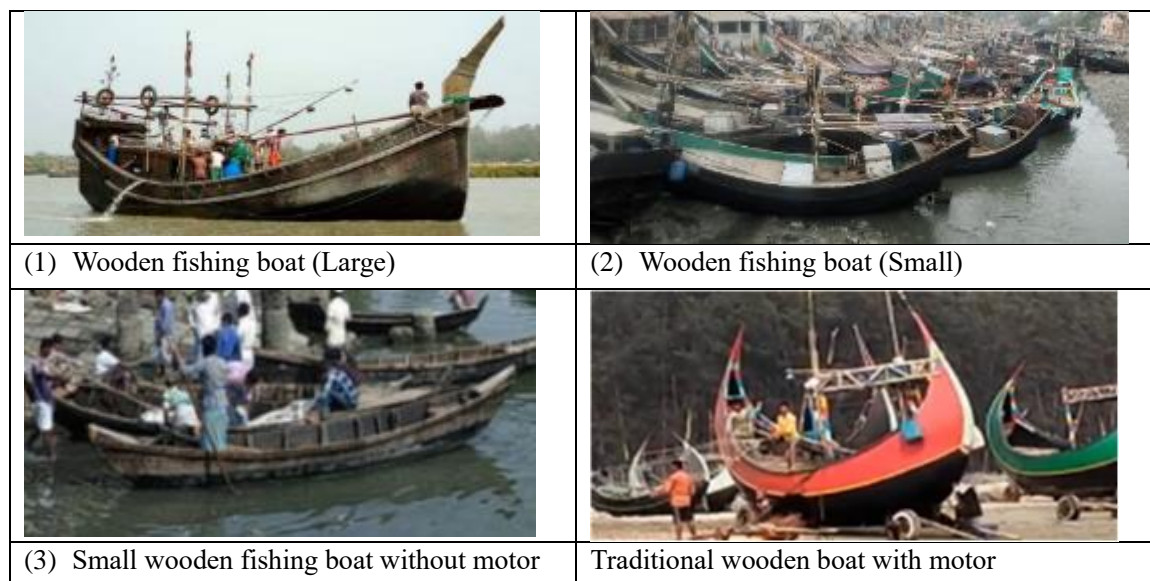 (1) Wooden fishing boat (Large)
(2) Wooden fishing boat (Small)
(3) Small wooden fishing boat without motor
Traditional wooden boat with motor